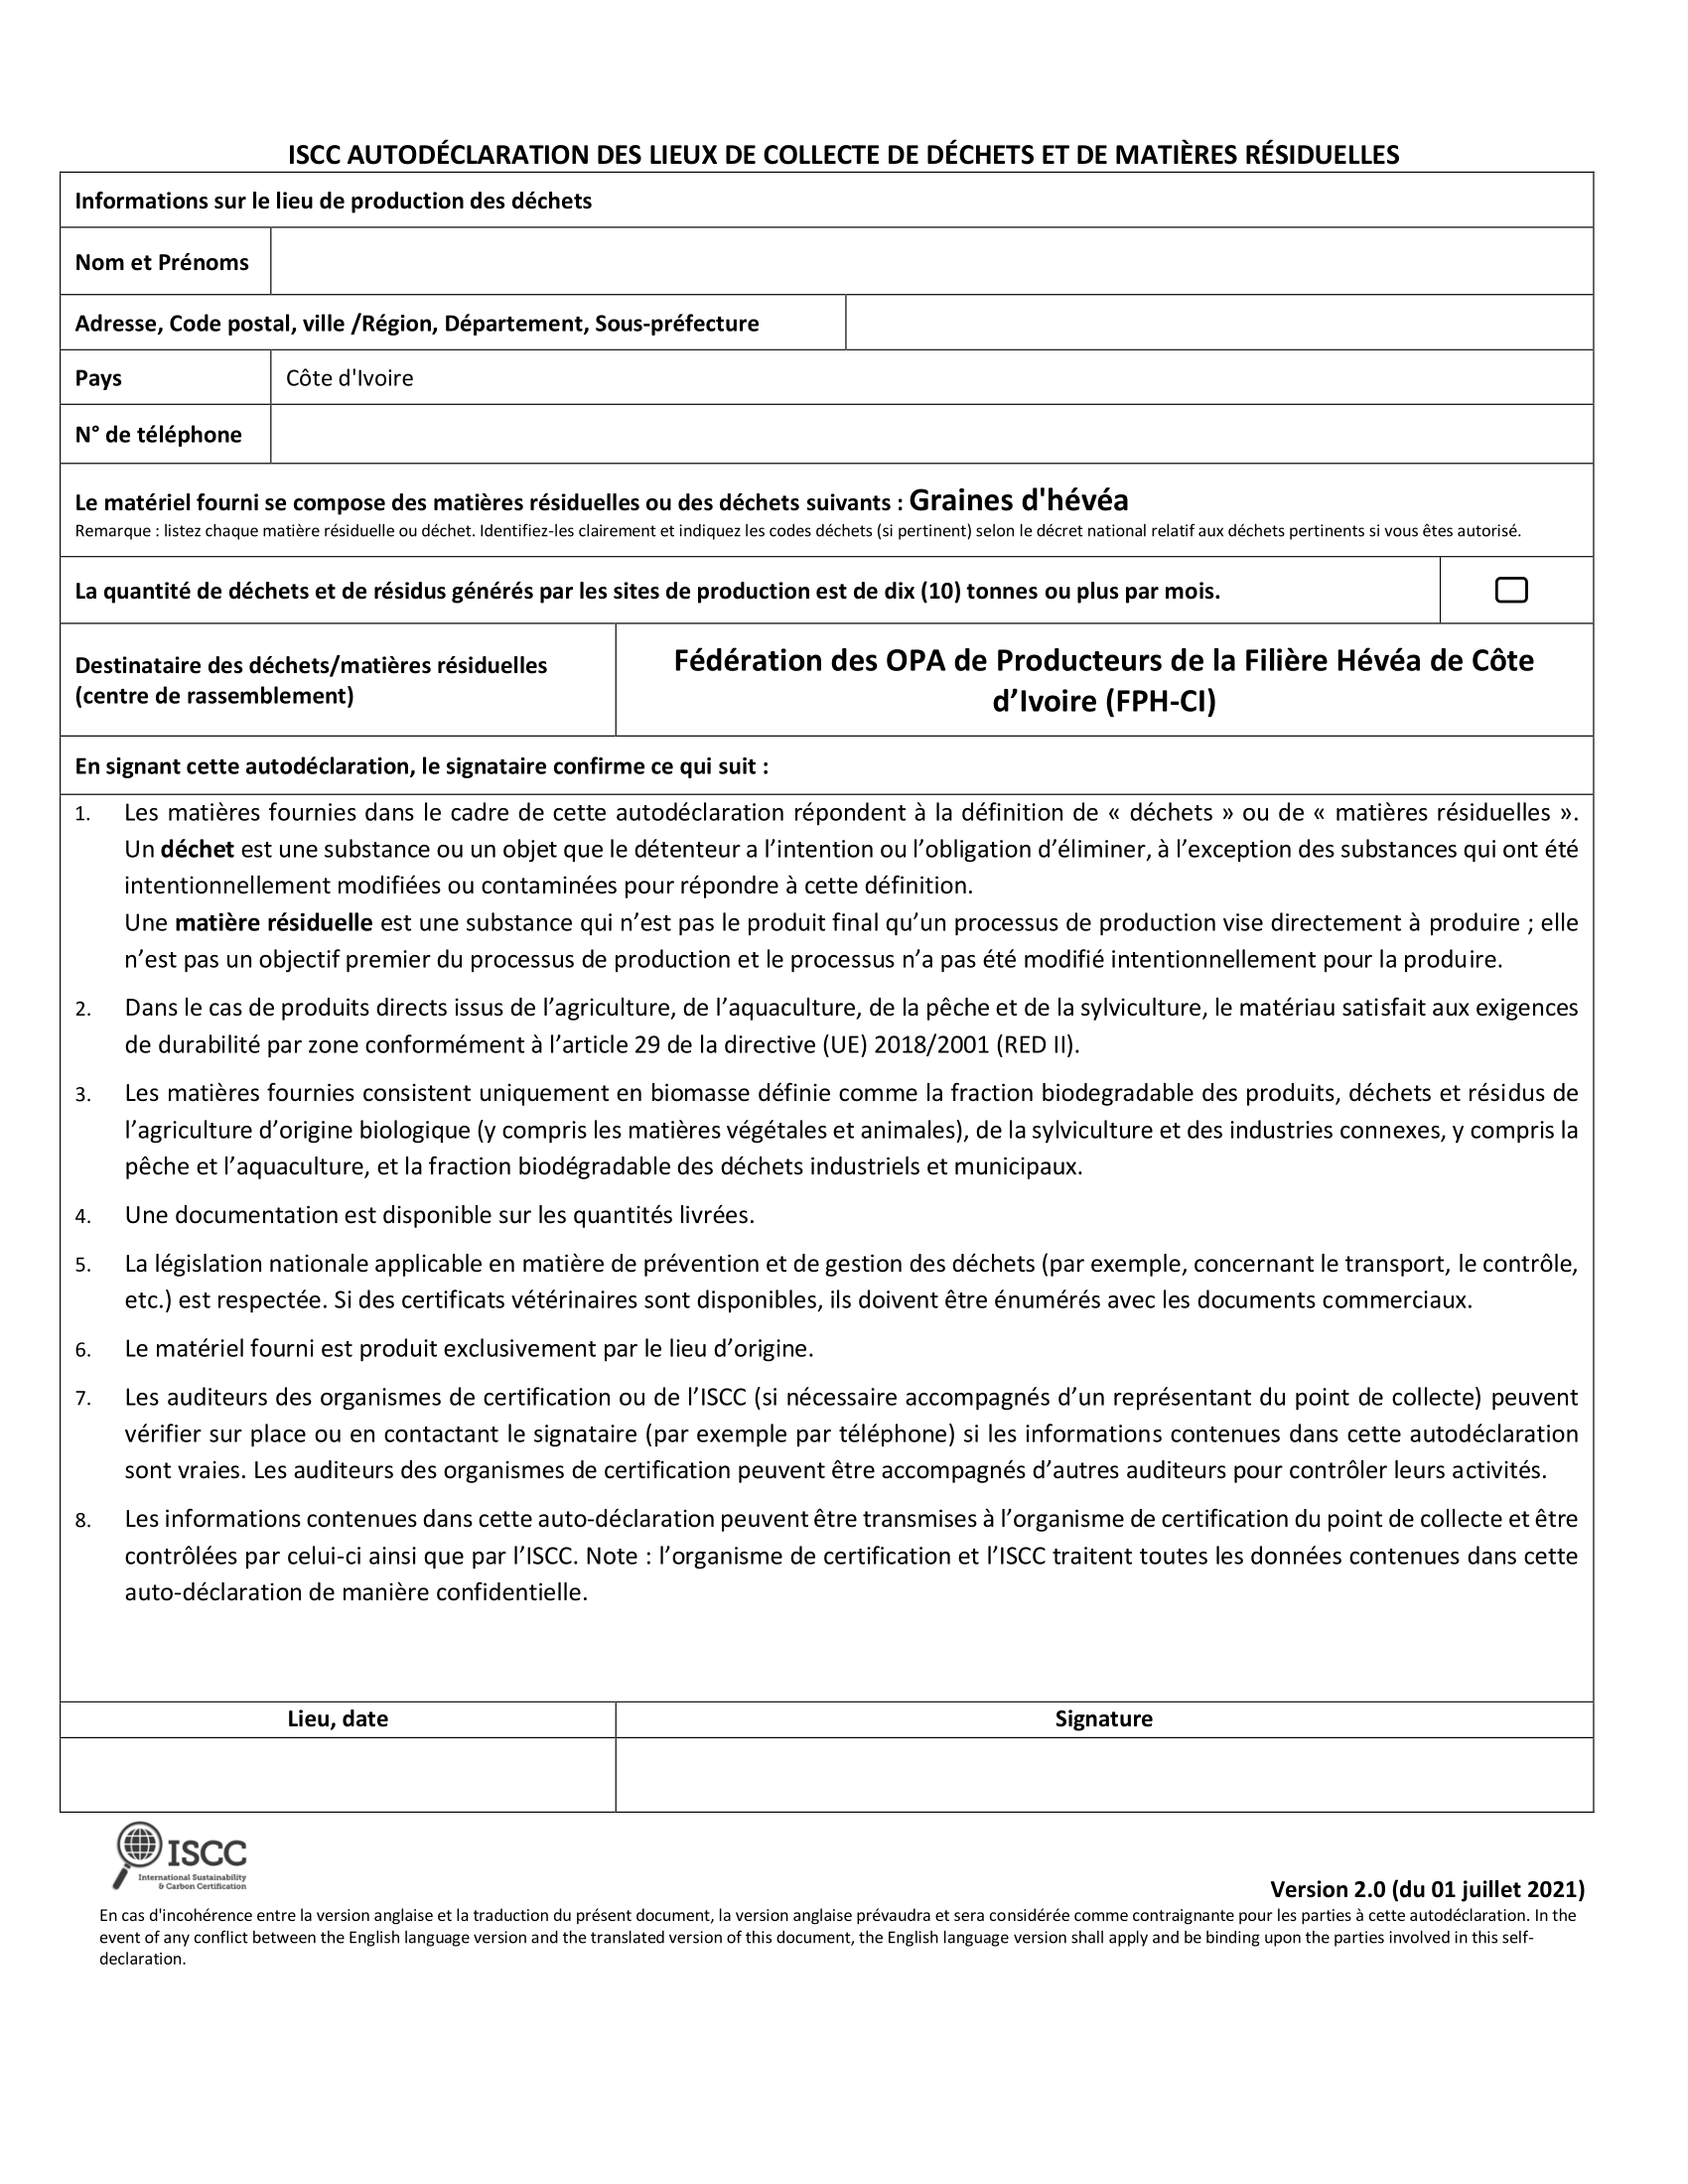 ISCC AUTODÉCLARATION DES LIEUX DE COLLECTE DE DÉCHETS ET DE MATIÈRES RÉSIDUELLES
Informations sur le lieu de production des déchets
Nom et Prénoms
Adresse, Code postal, ville /Région, Département, Sous-préfecture
Pays
Côte d'Ivoire
N° de téléphone
Le matériel fourni se compose des matières résiduelles ou des déchets suivants : Graines d'hévéa
Remarque : listez chaque matière résiduelle ou déchet. Identifiez-les clairement et indiquez les codes déchets (si pertinent) selon le décret national relatif aux déchets pertinents si vous êtes autorisé.
La quantité de déchets et de résidus générés par les sites de production est de dix (10) tonnes ou plus par mois.
Destinataire des déchets/matières résiduelles
(centre de rassemblement)
Fédération des OPA de Producteurs de la Filière Hévéa de Côte
d’Ivoire (FPH-CI)
En signant cette autodéclaration, le signataire confirme ce qui suit :
1. Les matières fournies dans le cadre de cette autodéclaration répondent à la définition de « déchets » ou de « matières résiduelles ».
Un déchet est une substance ou un objet que le détenteur a l’intention ou l’obligation d’éliminer, à l’exception des substances qui ont été
intentionnellement modifiées ou contaminées pour répondre à cette définition.
Une matière résiduelle est une substance qui n’est pas le produit final qu’un processus de production vise directement à produire ; elle
n’est pas un objectif premier du processus de production et le processus n’a pas été modifié intentionnellement pour la produire.
2. Dans le cas de produits directs issus de l’agriculture, de l’aquaculture, de la pêche et de la sylviculture, le matériau satisfait aux exigences
de durabilité par zone conformément à l’article 29 de la directive (UE) 2018/2001 (RED II).
3. Les matières fournies consistent uniquement en biomasse définie comme la fraction biodegradable des produits, déchets et résidus de
l’agriculture d’origine biologique (y compris les matières végétales et animales), de la sylviculture et des industries connexes, y compris la
pêche et l’aquaculture, et la fraction biodégradable des déchets industriels et municipaux.
4. Une documentation est disponible sur les quantités livrées.
5. La législation nationale applicable en matière de prévention et de gestion des déchets (par exemple, concernant le transport, le contrôle,
etc.) est respectée. Si des certificats vétérinaires sont disponibles, ils doivent être énumérés avec les documents commerciaux.
6. Le matériel fourni est produit exclusivement par le lieu d’origine.
7. Les auditeurs des organismes de certification ou de l’ISCC (si nécessaire accompagnés d’un représentant du point de collecte) peuvent
vérifier sur place ou en contactant le signataire (par exemple par téléphone) si les informations contenues dans cette autodéclaration
sont vraies. Les auditeurs des organismes de certification peuvent être accompagnés d’autres auditeurs pour contrôler leurs activités.
8. Les informations contenues dans cette auto-déclaration peuvent être transmises à l’organisme de certification du point de collecte et être
contrôlées par celui-ci ainsi que par l’ISCC. Note : l’organisme de certification et l’ISCC traitent toutes les données contenues dans cette
auto-déclaration de manière confidentielle.
Lieu, date
Signature
ISCC
International Sustainability
& Carbon Certification
Version 2.0 (du 01 juillet 2021)
En cas d'incohérence entre la version anglaise et la traduction du présent document, la version anglaise prévaudra et sera considérée comme contraignante pour les parties à cette autodéclaration. In the
event of any conflict between the English language version and the translated version of this document, the English language version shall apply and be binding upon the parties involved in this self-
declaration.